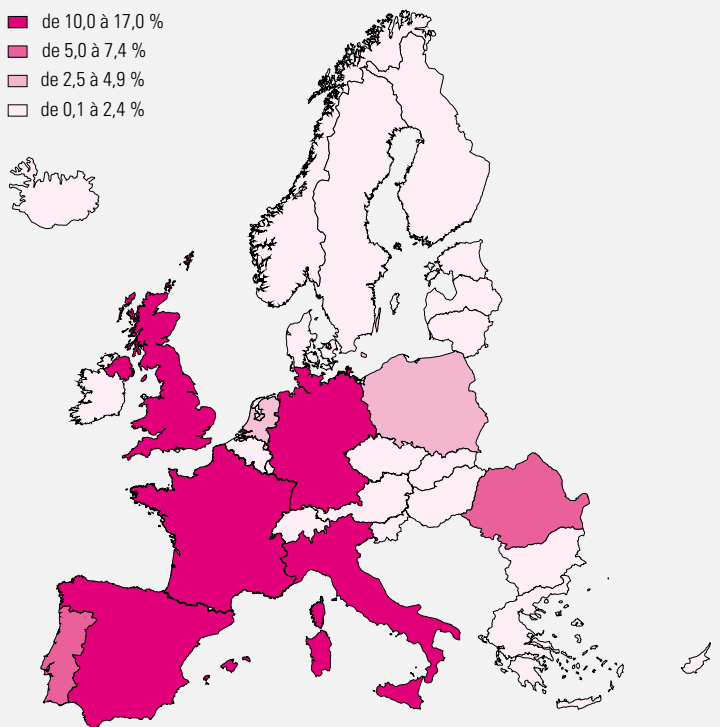 de 10,0 à 17,0 %
de 5,0 à 7,4 %
de 2,5 à 4,9 %
de 0,1 à 2,4 %